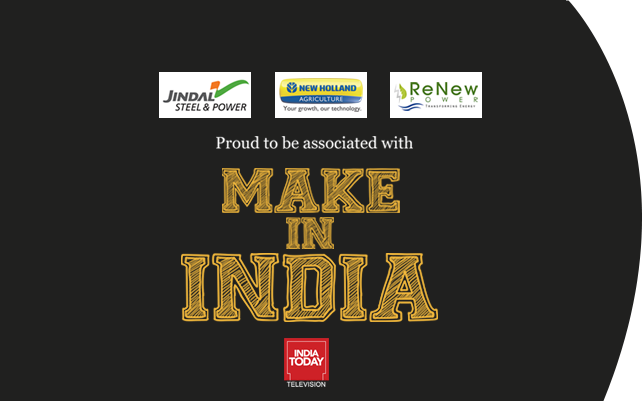 JINDAL
STEEL & POWER
NEW HOLLAND
AGRICULTURE
Your growth, our technology.
ReNew
POWER
TRANSFORMING ENERGY
Proud to be associated with
MAKE
IN
INDIA
INDIA
TODAY
TELEVISION